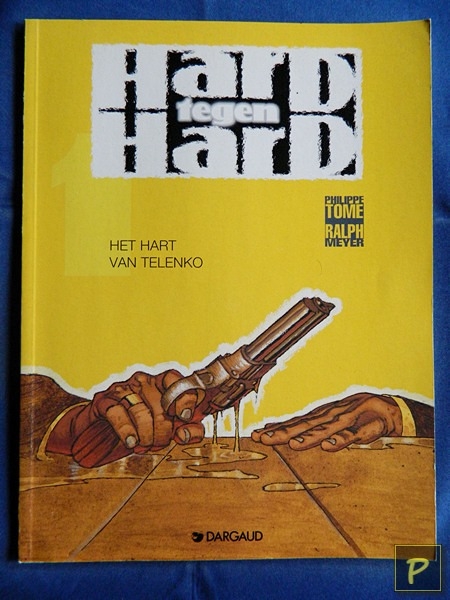 HARD
tegen
HARD
1
PHILIPPE
TOME
RALPH
MEYER
HET HART
VAN TELENKO
DARGAUD
P